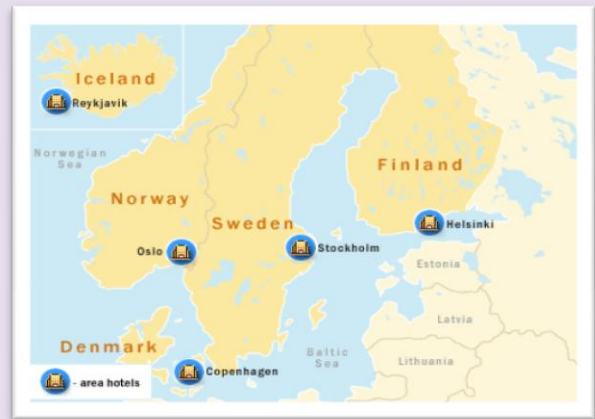 Iceland
Reykjavik
Norwegian
Sea
Norway
Sweden
Finland
Oslo
Stockholm
Helsinki
Estonia
Latvia
Lithuania
Denmark
Baltic
Sea
Copenhagen
- area hotels